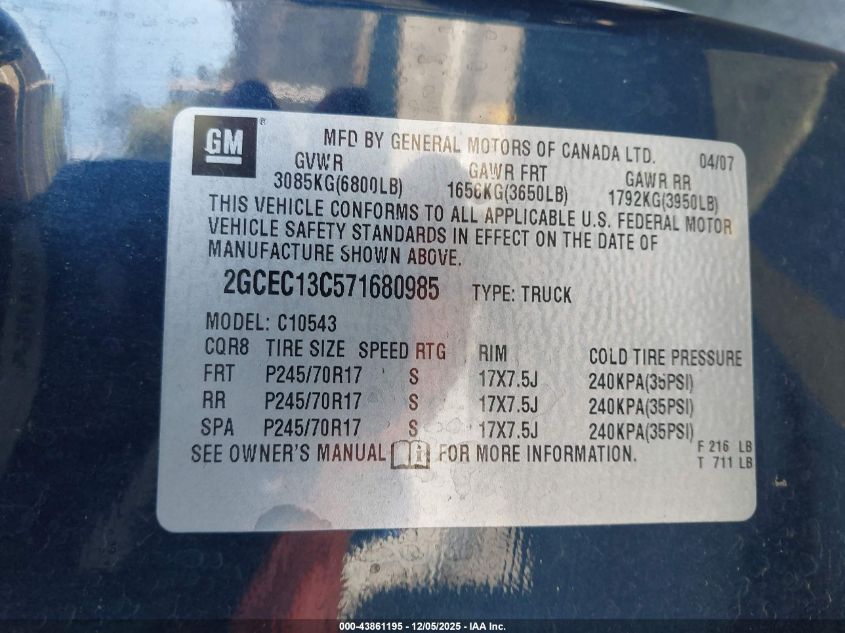 GM ®
MFD BY GENERAL MOTORS OF CANADA LTD. 04/07
GVWR GAWR FRT GAWR RR
3085KG(6800LB) 1656KG(3650LB) 1792KG(3950LB)
THIS VEHICLE CONFORMS TO ALL APPLICABLE U.S. FEDERAL MOTOR
VEHICLE SAFETY STANDARDS IN EFFECT ON THE DATE OF
MANUFACTURE SHOWN ABOVE.
2GCEC13C571680985 TYPE: TRUCK
MODEL: C10543
CQR8 TIRE SIZE SPEED RTG RIM COLD TIRE PRESSURE
FRT P245/70R17 S 17X7.5J 240KPA(35PSI)
RR P245/70R17 S 17X7.5J 240KPA(35PSI)
SPA P245/70R17 S 17X7.5J 240KPA(35PSI)
SEE OWNER'S MANUAL i FOR MORE INFORMATION.
F 216 LB
T 711 LB
000-43861195 - 12/05/2025 - IAA Inc.